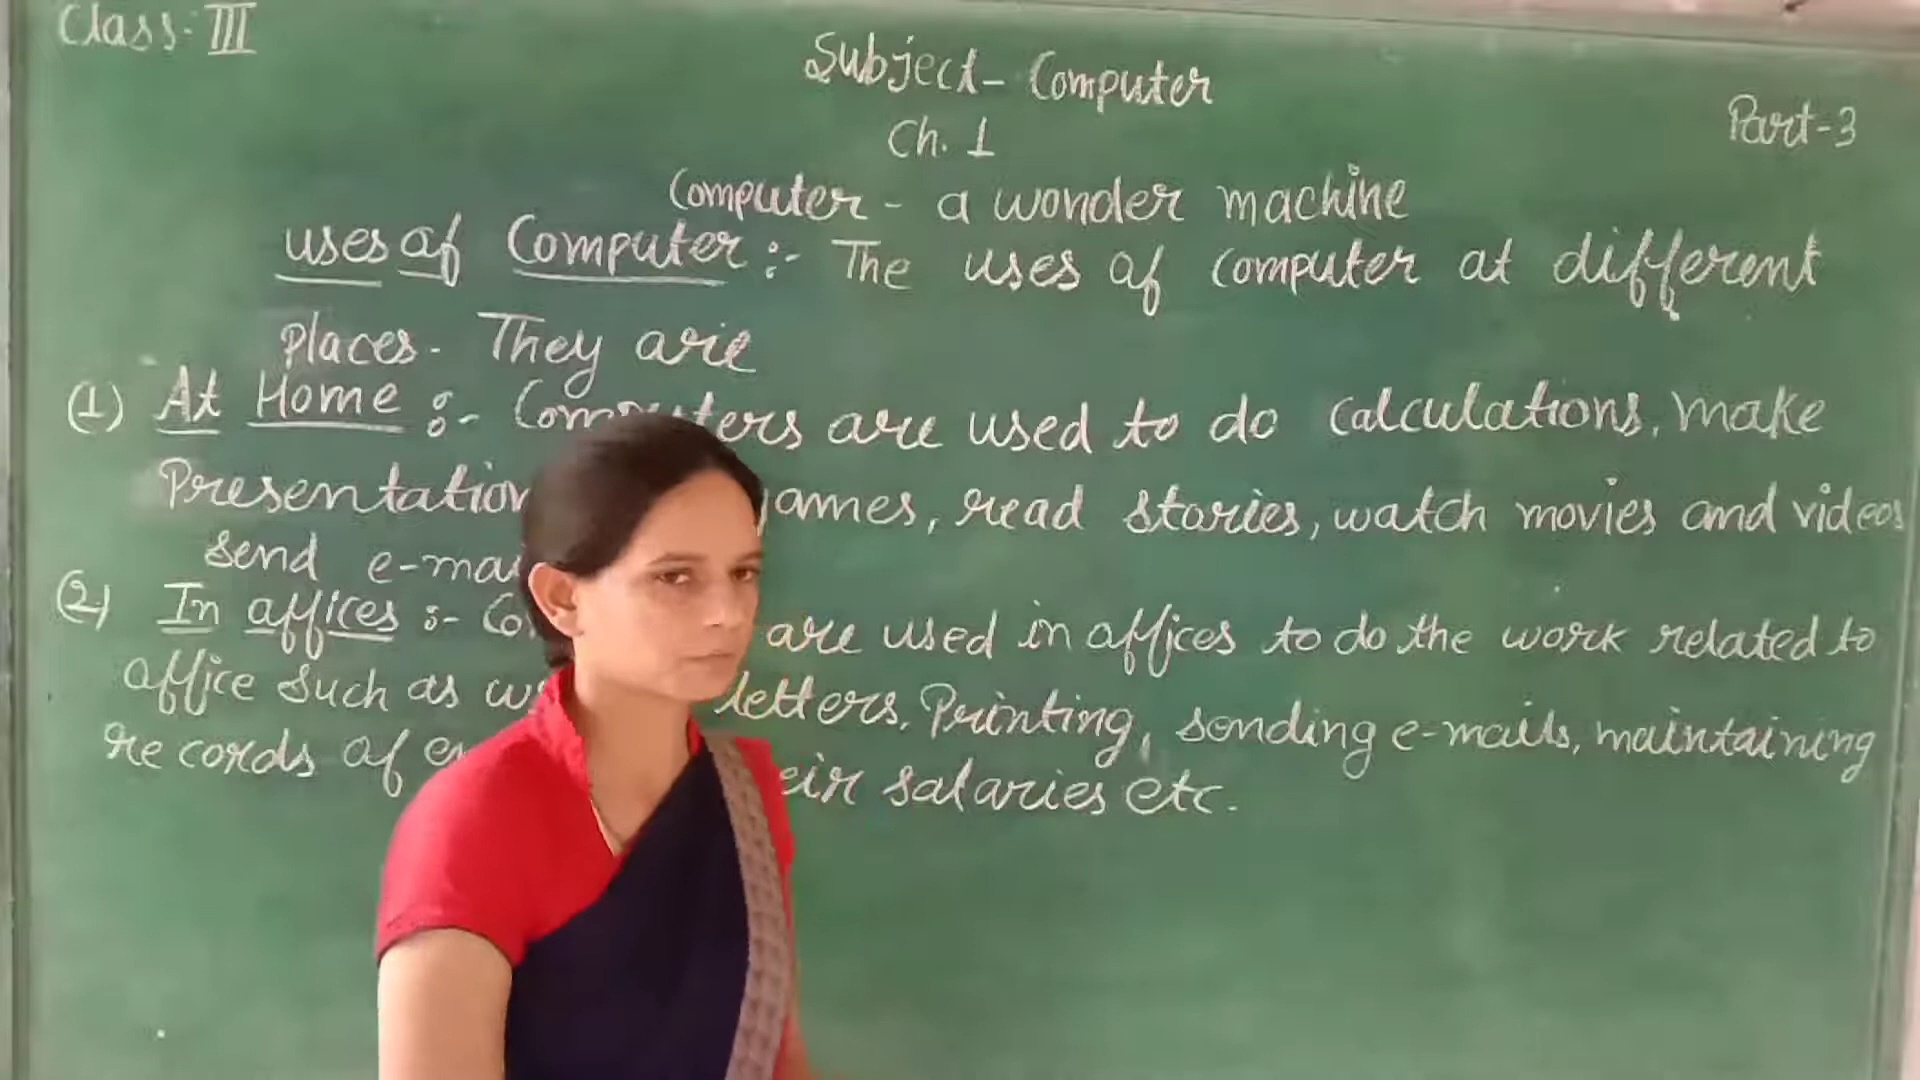 Class:- III
Subject- Computer
Part-3
Ch. 1
Computer - a wonder machine
uses of Computer :- The uses of computer at different
places. They are
(1) At Home :- Computers are used to do calculations, make
Presentation games, read stories, watch movies and videos
send
(2) In offices :- are used in offices to do the work related to
office such as letters, Printing, sending e-mails, maintaining
records of salaries etc.